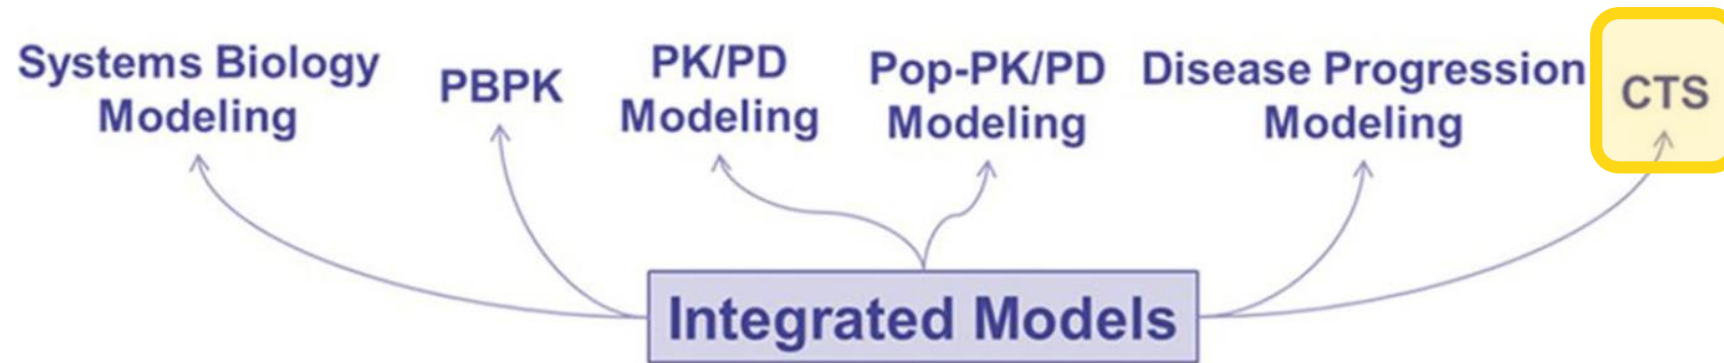 Systems Biology
Modeling
PBPK
PK/PD
Modeling
Pop-PK/PD
Modeling
Disease Progression
Modeling
CTS
Integrated Models